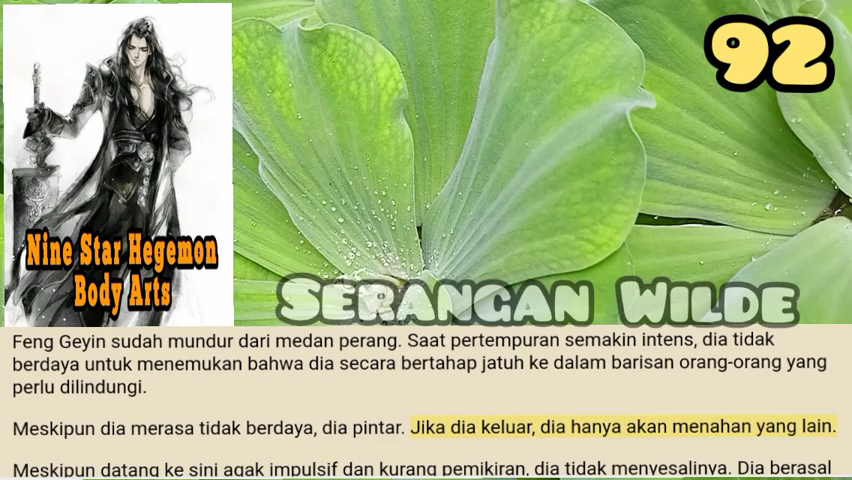 92
Nine Star Hegemon
Body Arts
SERANGAN WILDE
Feng Geyin sudah mundur dari medan perang. Saat pertempuran semakin intens, dia tidak
berdaya untuk menemukan bahwa dia secara bertahap jatuh ke dalam barisan orang-orang yang
perlu dilindungi.
Meskipun dia merasa tidak berdaya, dia pintar. Jika dia keluar, dia hanya akan menahan yang lain.
Meskipun datang ke sini agak impulsif dan kurang pemikiran, dia tidak menyesalinya. Dia berasal